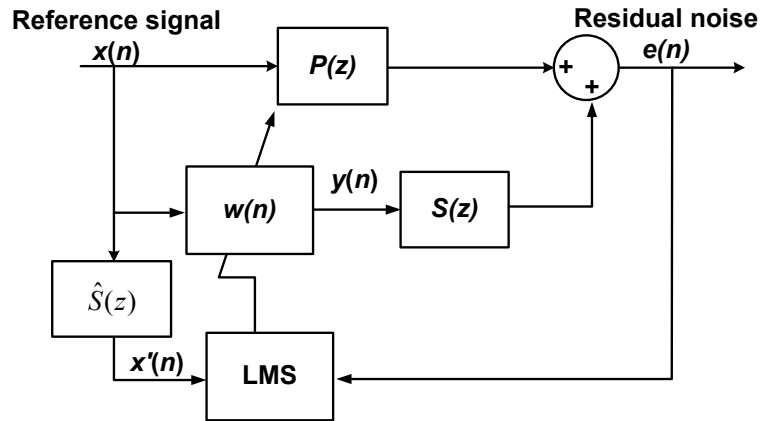 Reference signal
Residual noise
x(n)
e(n)
P(z)
+
+
w(n)
y(n)
S(z)
Ŝ(z)
x'(n)
LMS